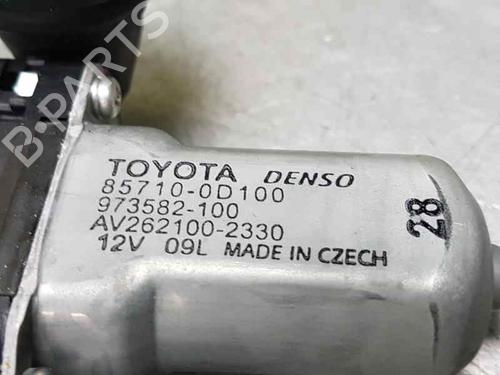 B-PARTS
TOYOTA DENSO
85710-0D100
973582-100
AV262100-2330
12V 09L MADE IN CZECH
28